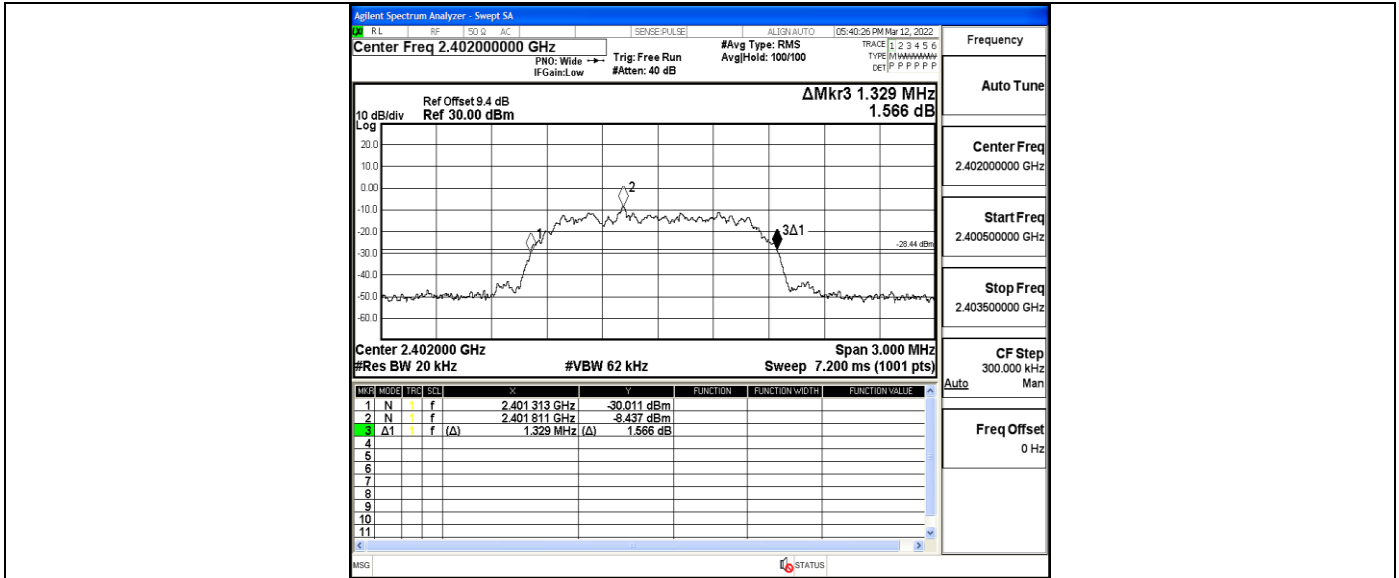 Agilent Spectrum Analyzer - Swept SA
RL RF 50 Ω AC SENSE:PULSE ALIGNAUTO 05:40:26 PM Mar 12, 2022
Center Freq 2.402000000 GHz
PNO: Wide
IFGain:Low
Trig: Free Run
#Atten: 40 dB
#Avg Type: RMS
Avg|Hold: 100/100
TRACE 1 2 3 4 5 6
TYPE M W W W W W
DET P P P P P P
Ref Offset 9.4 dB
Ref 30.00 dBm
10 dB/div
Log
ΔMkr3 1.329 MHz
1.566 dB
20.0
10.0
0.00
-10.0
-20.0
-30.0
-40.0
-50.0
-60.0
1
2
3Δ1
-28.44 dBm
Center 2.402000 GHz Span 3.000 MHz
#Res BW 20 kHz #VBW 62 kHz Sweep 7.200 ms (1001 pts)
MKR MODE TRC SCL X Y FUNCTION FUNCTION WIDTH FUNCTION VALUE
1 N 1 f 2.401 313 GHz -30.011 dBm
2 N 1 f 2.401 811 GHz -8.437 dBm
3 Δ1 1 f (Δ) 1.329 MHz (Δ) 1.566 dB
4
5
6
7
8
9
10
11
MSG STATUS
Frequency
Auto Tune
Center Freq
2.402000000 GHz
Start Freq
2.400500000 GHz
Stop Freq
2.403500000 GHz
CF Step
300.000 kHz
Auto Man
Freq Offset
0 Hz